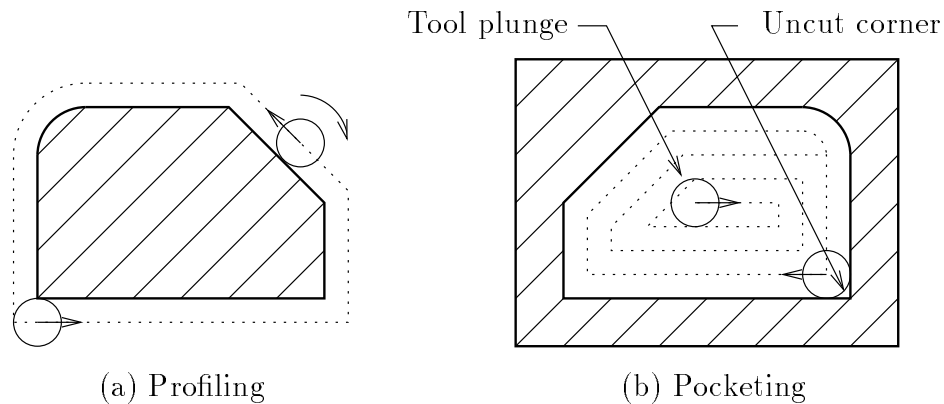 Tool plunge
Uncut corner
(a) Profiling
(b) Pocketing